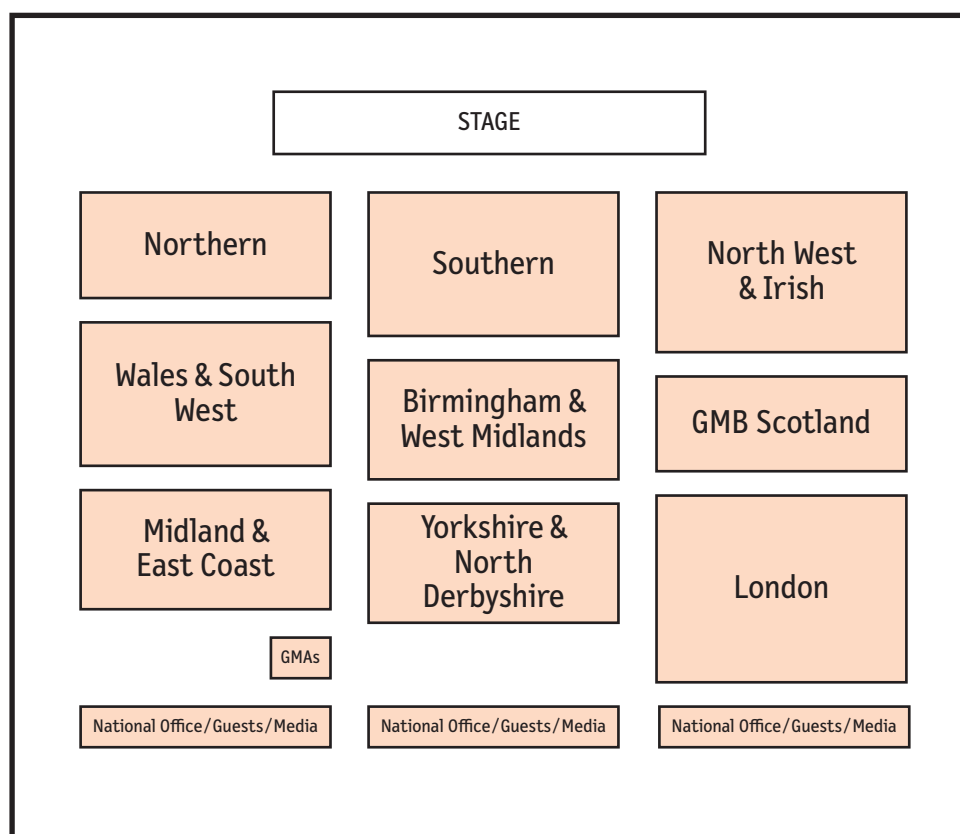 STAGE
Northern
Southern
North West
& Irish
Wales & South
West
Birmingham &
West Midlands
GMB Scotland
Midland &
East Coast
Yorkshire &
North
Derbyshire
London
GMAs
National Office/Guests/Media
National Office/Guests/Media
National Office/Guests/Media